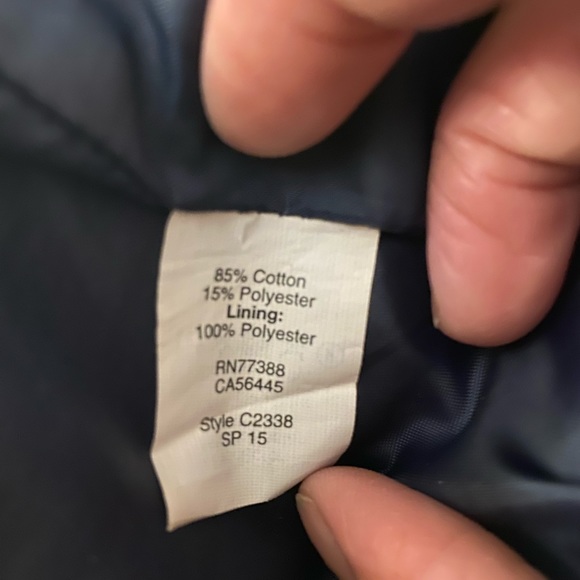 85% Cotton
15% Polyester
Lining:
100% Polyester
RN77388
CA56445
Style C2338
SP 15